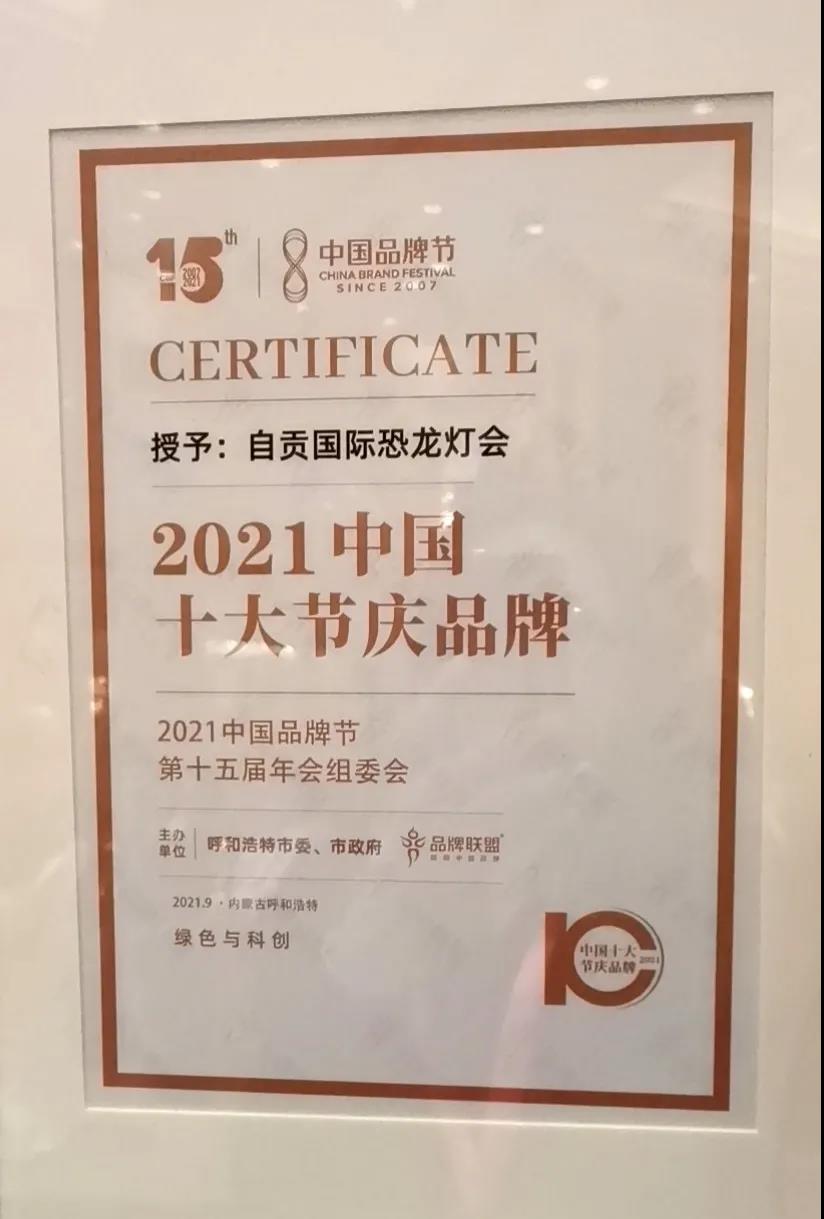 15th
2007
2021
中国品牌节
CHINA BRAND FESTIVAL
SINCE 2007
CERTIFICATE
授予：自贡国际恐龙灯会
2021中国
十大节庆品牌
2021中国品牌节
第十五届年会组委会
主办
单位
呼和浩特市委、市政府
品牌联盟
2021.9·内蒙古呼和浩特
绿色与科创
中国十大
节庆品牌
2021